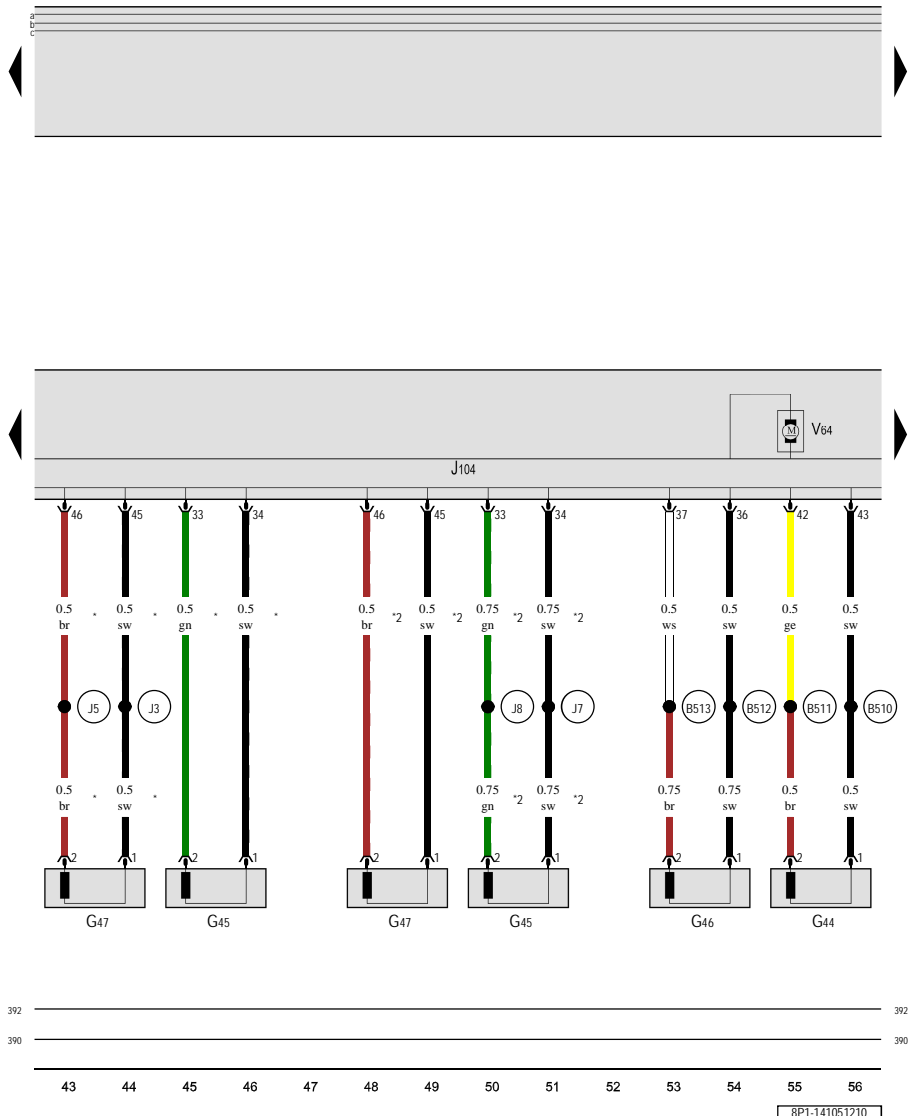 a
b
c
M V64
J104
46 45 33 34 46 45 33 34 37 36 42 43
0.5 * 0.5 * 0.5 * 0.5 * 0.5 *2 0.5 *2 0.75 *2 0.75 *2 0.5 0.5 0.5 0.5
br sw gn sw br sw gn sw ws sw ge sw
J5 J3 J8 J7 B513 B512 B511 B510
0.5 * 0.5 * 0.75 *2 0.75 *2 0.75 0.75 0.5 0.5
br sw gn sw br sw br sw
2 1 2 1 2 1 2 1 2 1 2 1
G47 G45 G47 G45 G46 G44
392 392
390 390
43 44 45 46 47 48 49 50 51 52 53 54 55 56
8P1-141051210